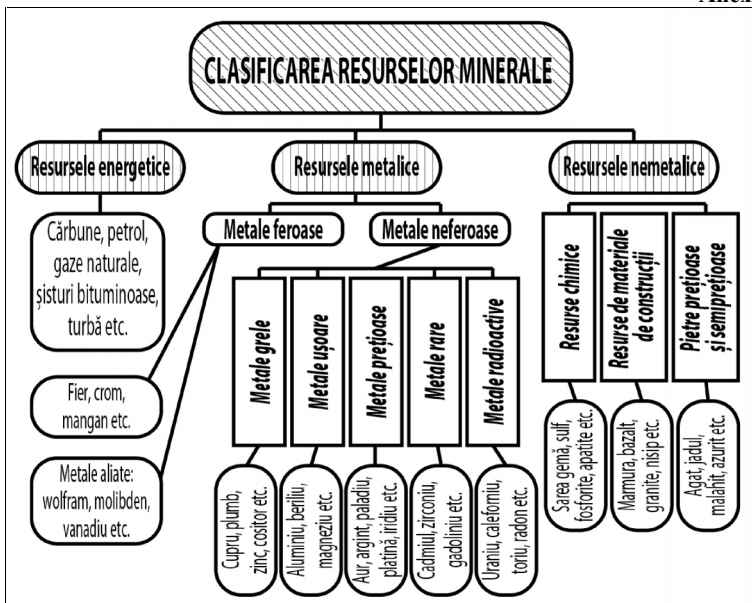 Anex
CLASIFICAREA RESURSELOR MINERALE
Resursele energetice
Resursele metalice
Resursele nemetalice
Cărbune, petrol,
gaze naturale,
șisturi bituminoase,
turbă etc.
Metale feroase
Metale neferoase
Fier, crom,
mangan etc.
Metale aliate:
wolfram, molibden,
vanadiu etc.
Metale grele
Metale ușoare
Metale prețioase
Metale rare
Metale radioactive
Cupru, plumb,
zinc, cositor etc.
Aluminiu, beriliu,
magneziu etc.
Aur, argint, paladiu,
platină, iridiu etc.
Cadmiul, zirconiu,
gadoliniu etc.
Uraniu, caleforniu,
toriu, radon etc.
Resurse chimice
Resurse de materiale
de construcții
Pietre prețioase
și semiprețioase
Sarea gemă, sulf,
fosforite, apatite etc.
Marmura, bazalt,
granite, nisip etc.
Agat, jadul,
malahit, azurit etc.